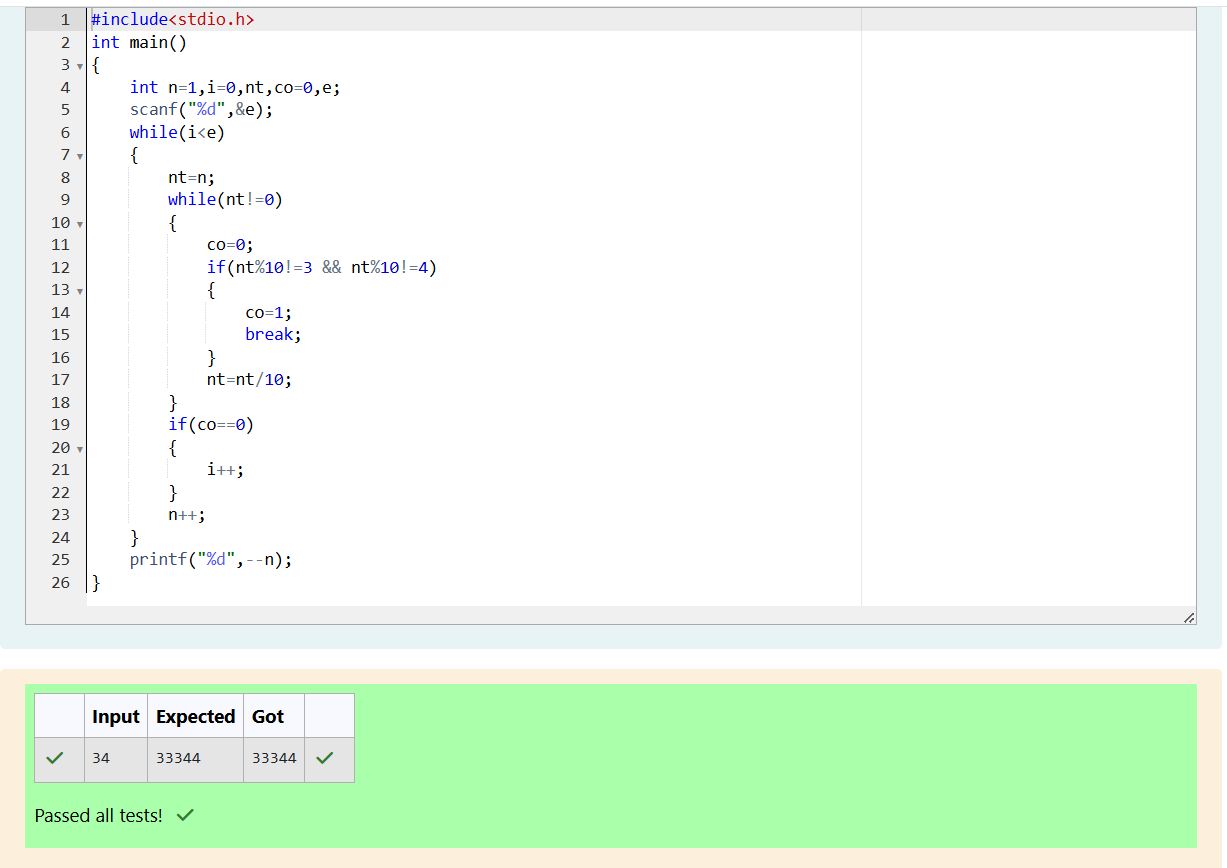 1 #include<stdio.h>
2 int main()
3 {
4     int n=1,i=0,nt,co=0,e;
5     scanf("%d",&e);
6     while(i<e)
7     {
8         nt=n;
9         while(nt!=0)
10         {
11             co=0;
12             if(nt%10!=3 && nt%10!=4)
13             {
14                 co=1;
15                 break;
16             }
17             nt=nt/10;
18         }
19         if(co==0)
20         {
21             i++;
22         }
23         n++;
24     }
25     printf("%d",--n);
26 }
Input Expected Got
34 33344 33344
Passed all tests!